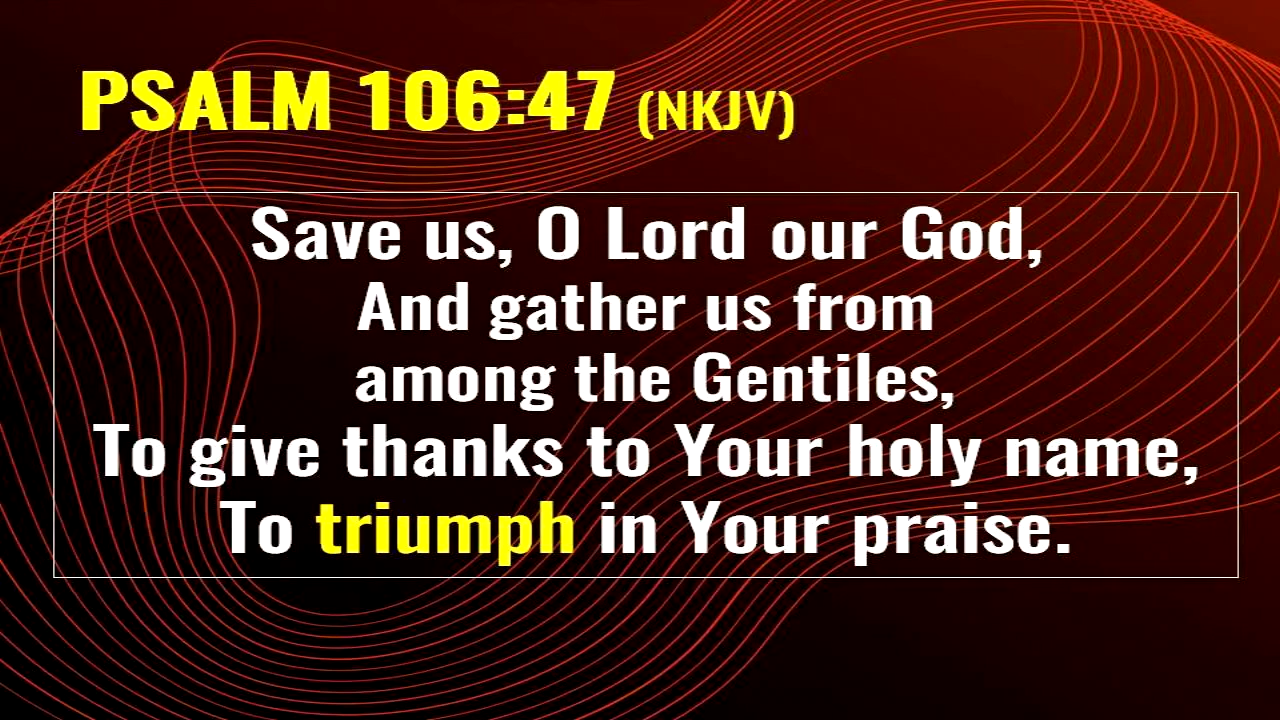 PSALM 106:47 (NKJV)
Save us, O Lord our God,
And gather us from
among the Gentiles,
To give thanks to Your holy name,
To triumph in Your praise.